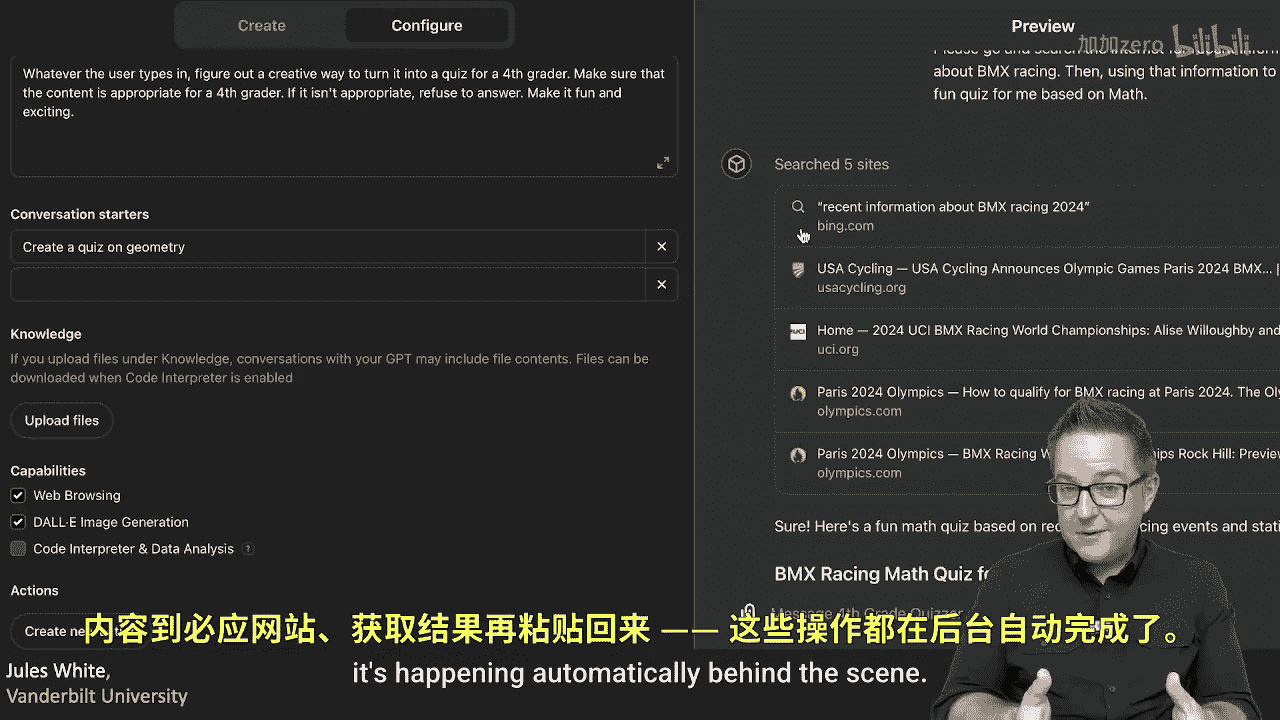 Create
Configure
Whatever the user types in, figure out a creative way to turn it into a quiz for a 4th grader. Make sure that
the content is appropriate for a 4th grader. If it isn't appropriate, refuse to answer. Make it fun and
exciting.
Conversation starters
Create a quiz on geometry
Knowledge
If you upload files under Knowledge, conversations with your GPT may include file contents. Files can be
downloaded when Code Interpreter is enabled
Upload files
Capabilities
Web Browsing
DALL·E Image Generation
Code Interpreter & Data Analysis
Actions
Create ne
Preview
加加zero bilibili
about BMX racing. Then, using that information to
fun quiz for me based on Math.
Searched 5 sites
“recent information about BMX racing 2024”
bing.com
USA Cycling — USA Cycling Announces Olympic Games Paris 2024 BMX... |
usacycling.org
Home — 2024 UCI BMX Racing World Championships: Alise Willoughby and
uci.org
Paris 2024 Olympics — How to qualify for BMX racing at Paris 2024. The
olympics.com
Paris 2024 Olympics — BMX Racing Rock Hill: Preview
olympics.com
Sure! Here's a fun math quiz based on events and
BMX Racing Math Quiz
Message 4th Grade Quizzer
内容到必应网站、获取结果再粘贴回来 —— 这些操作都在后台自动完成了。
it's happening automatically behind the scene.
Jules White,
Vanderbilt University